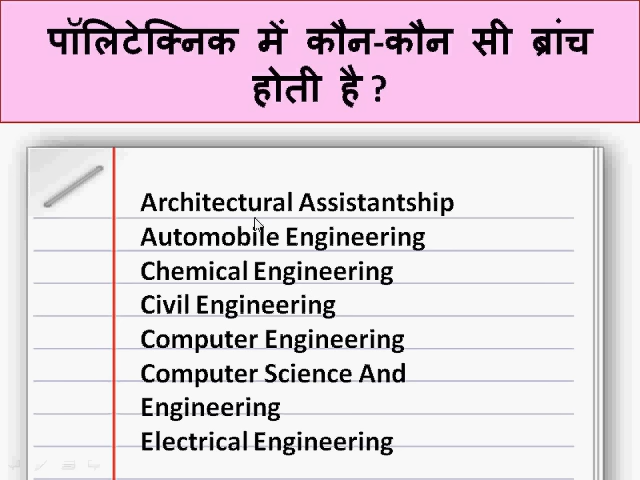 पॉलिटेक्निक में कौन-कौन सी ब्रांच
होती है ?
Architectural Assistantship
Automobile Engineering
Chemical Engineering
Civil Engineering
Computer Engineering
Computer Science And
Engineering
Electrical Engineering